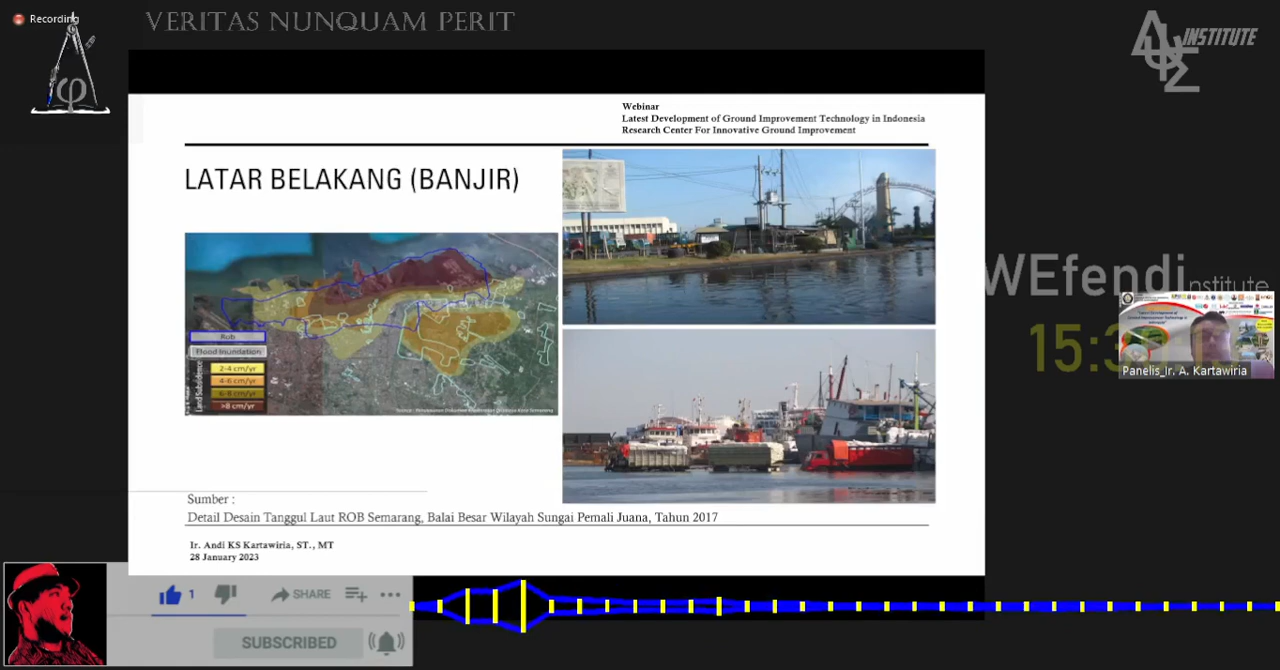 Recording
VERITAS NUNQUAM PERIT
INSTITUTE
Webinar
Latest Development of Ground Improvement Technology in Indonesia
Research Center For Innovative Ground Improvement
LATAR BELAKANG (BANJIR)
Rob
Flood Inundation
Land Subsidence
2-4 cm/yr
4-6 cm/yr
6-8 cm/yr
>8 cm/yr
Sumber :
Detail Desain Tanggul Laut ROB Semarang, Balai Besar Wilayah Sungai Pemali Juana, Tahun 2017
Ir. Andi KS Kartawiria, ST., MT
28 January 2023
WEfendi
nstitute
Panelis_Ir. A. Kartawiria
1
SHARE
SUBSCRIBED